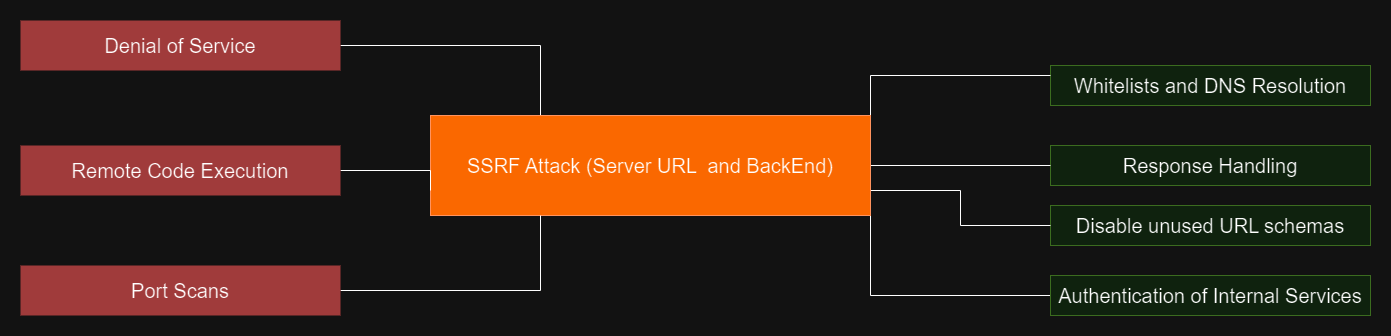 Denial of Service
Remote Code Execution
Port Scans
SSRF Attack (Server URL  and BackEnd)
Whitelists and DNS Resolution
Response Handling
Disable unused URL schemas
Authentication of Internal Services